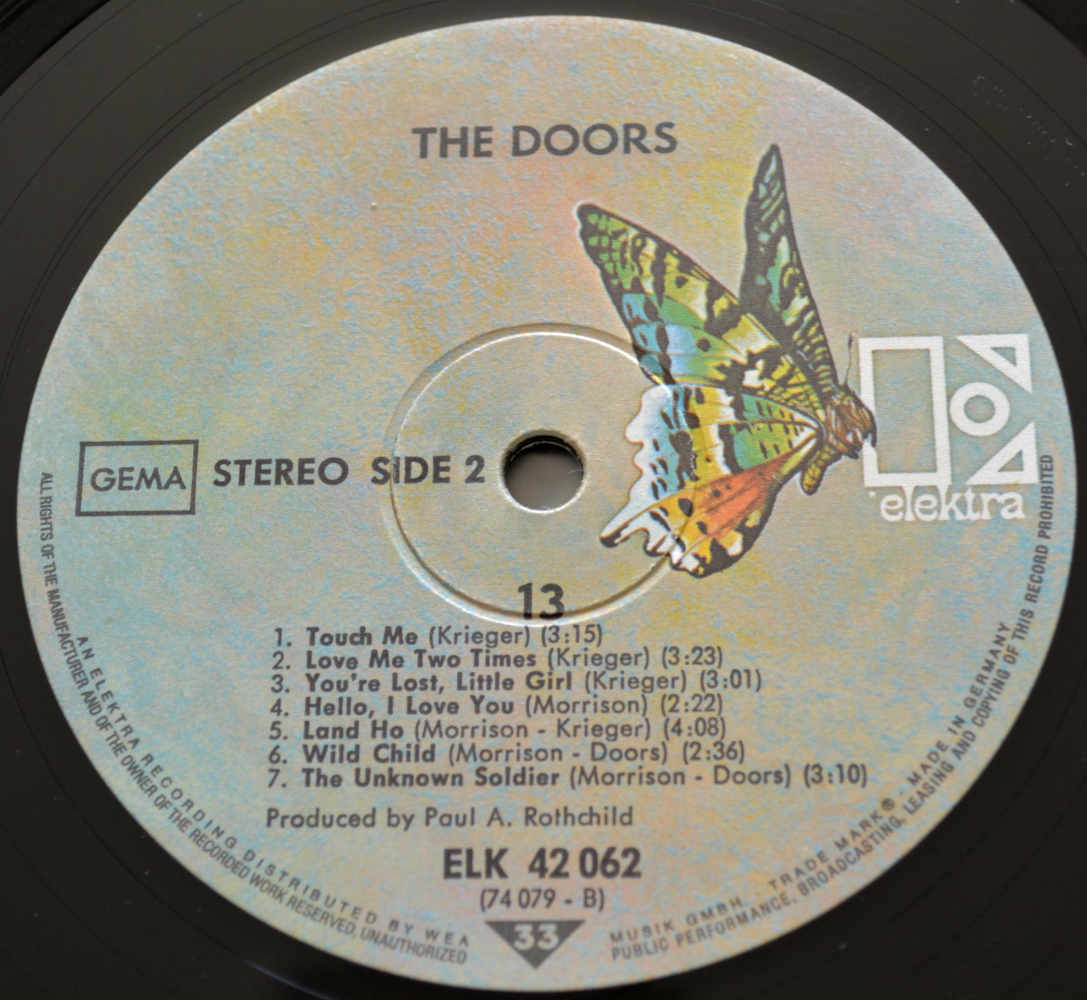 THE DOORS
elektra
GEMA
STEREO SIDE 2
13
1. Touch Me (Krieger) (3:15)
2. Love Me Two Times (Krieger) (3:23)
3. You're Lost, Little Girl (Krieger) (3:01)
4. Hello, I Love You (Morrison) (2:22)
5. Land Ho (Morrison - Krieger) (4:08)
6. Wild Child (Morrison - Doors) (2:36)
7. The Unknown Soldier (Morrison - Doors) (3:10)
Produced by Paul A. Rothchild
ELK 42 062
(74 079 - B)
33
AN ELEKTRA RECORDING DISTRIBUTED BY WEA MUSIK GMBH. . TRADE MARK ® - MADE IN GERMANY
ALL RIGHTS OF THE MANUFACTURER AND OF THE OWNER OF THE RECORDED WORK RESERVED, UNAUTHORIZED PUBLIC PERFORMANCE, BROADCASTING, LEASING AND COPYING OF THIS RECORD PROHIBITED